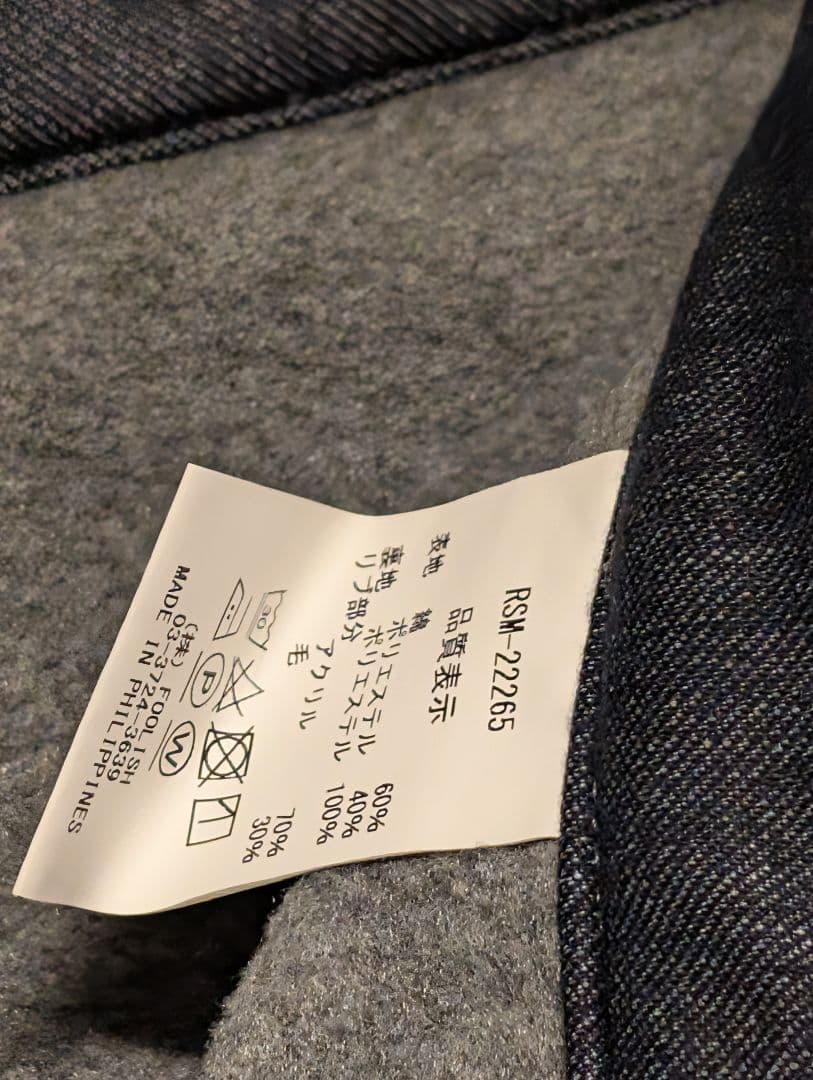 RSM-22265
品質表示
表地 綿 60%
ポリエステル 40%
裏地 ポリエステル 100%
リブ部分 アクリル 70%
毛 30%
30
P W
(株) FOOLISH
03-3724-3639
MADE IN PHILIPPINES